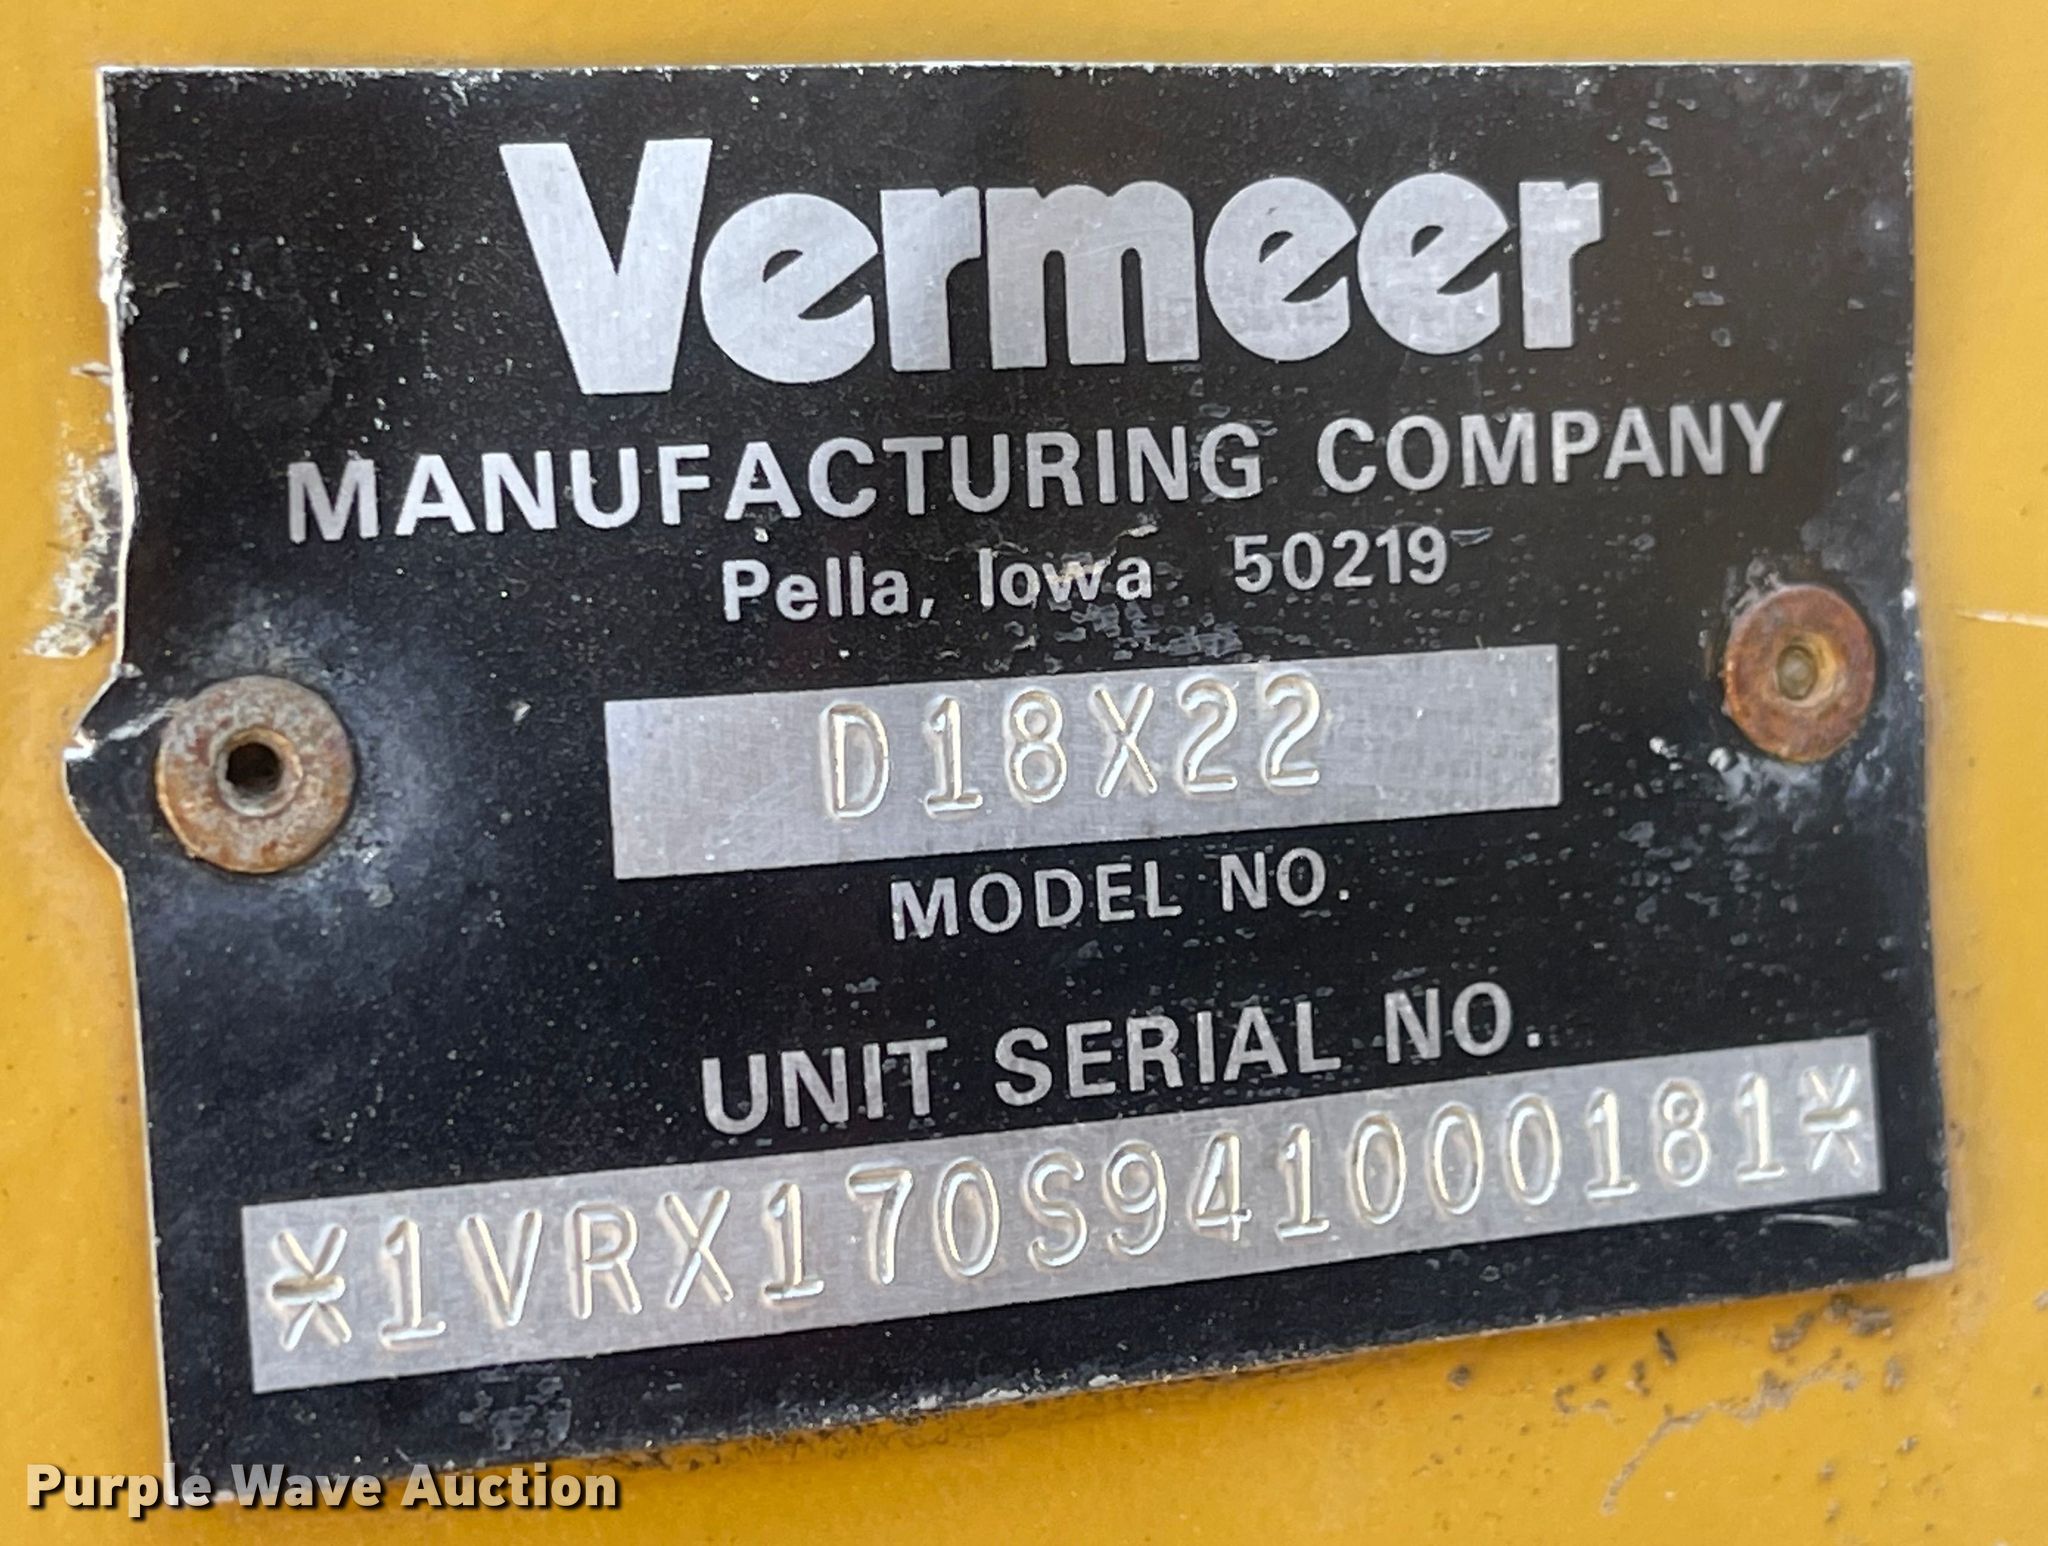 Vermeer
MANUFACTURING COMPANY
Pella, Iowa 50219
D18X22
MODEL NO.
UNIT SERIAL NO.
*1VRX170S941000181*
Purple Wave Auction